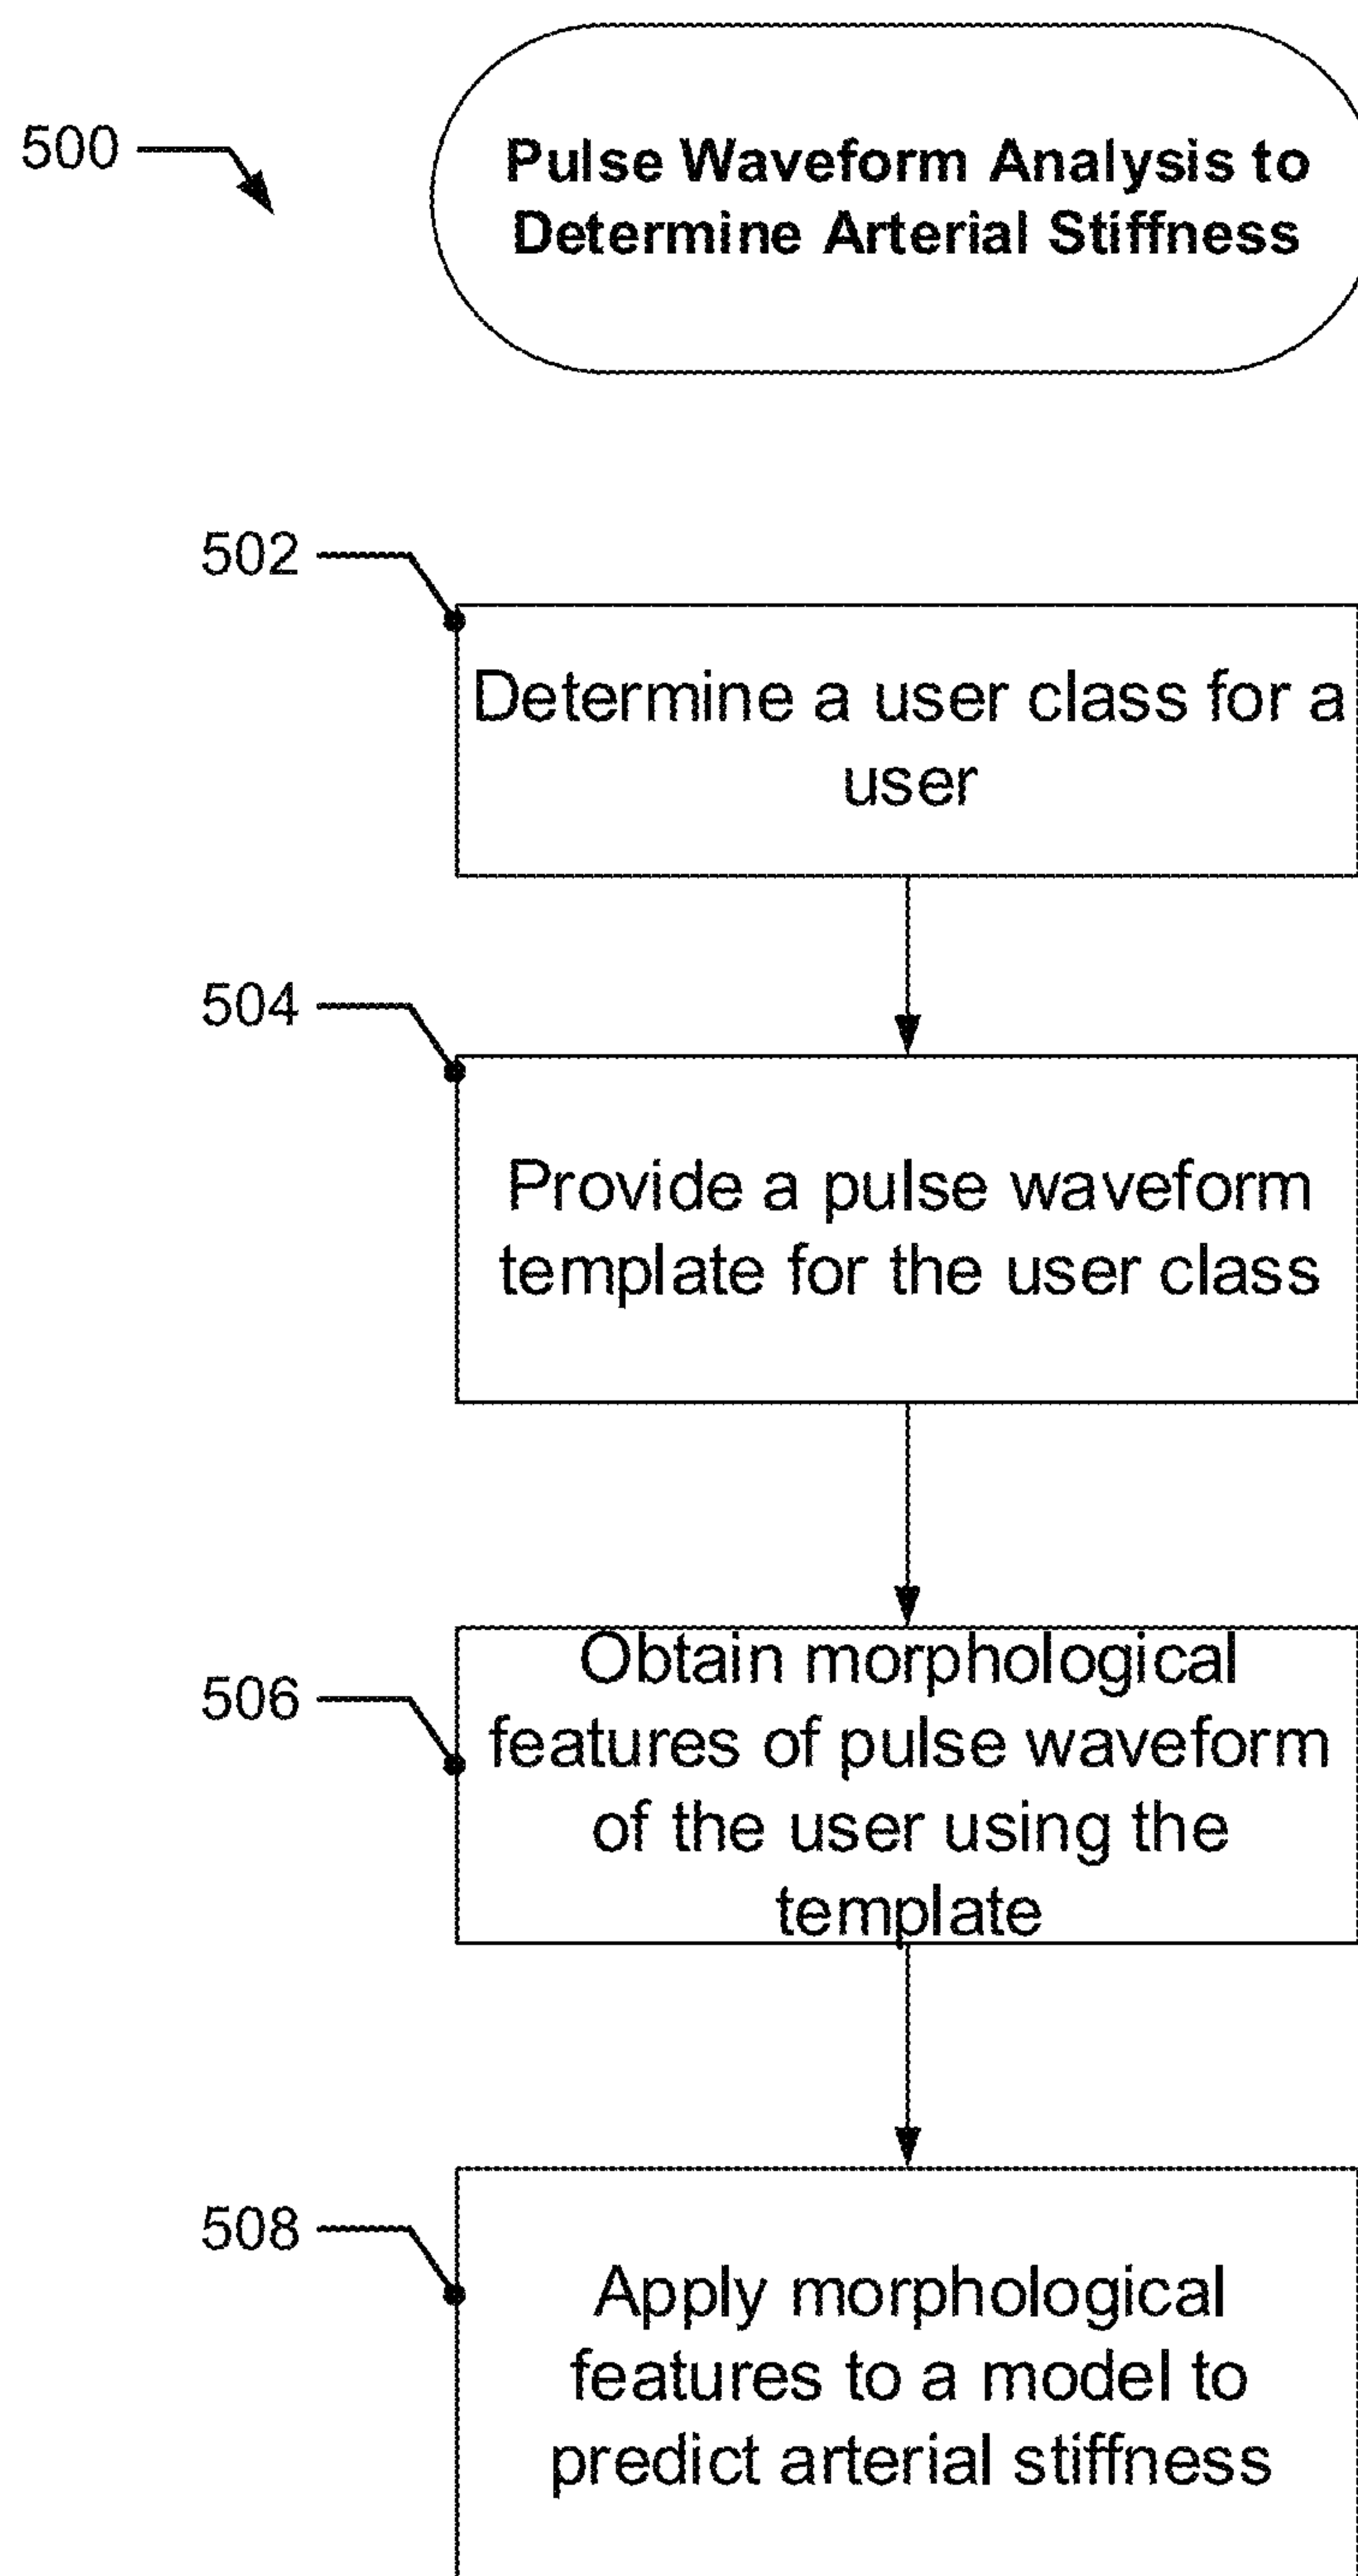 500
Pulse Waveform Analysis to
Determine Arterial Stiffness
502
Determine a user class for a
user
504
Provide a pulse waveform
template for the user class
506
Obtain morphological
features of pulse waveform
of the user using the
template
508
Apply morphological
features to a model to
predict arterial stiffness